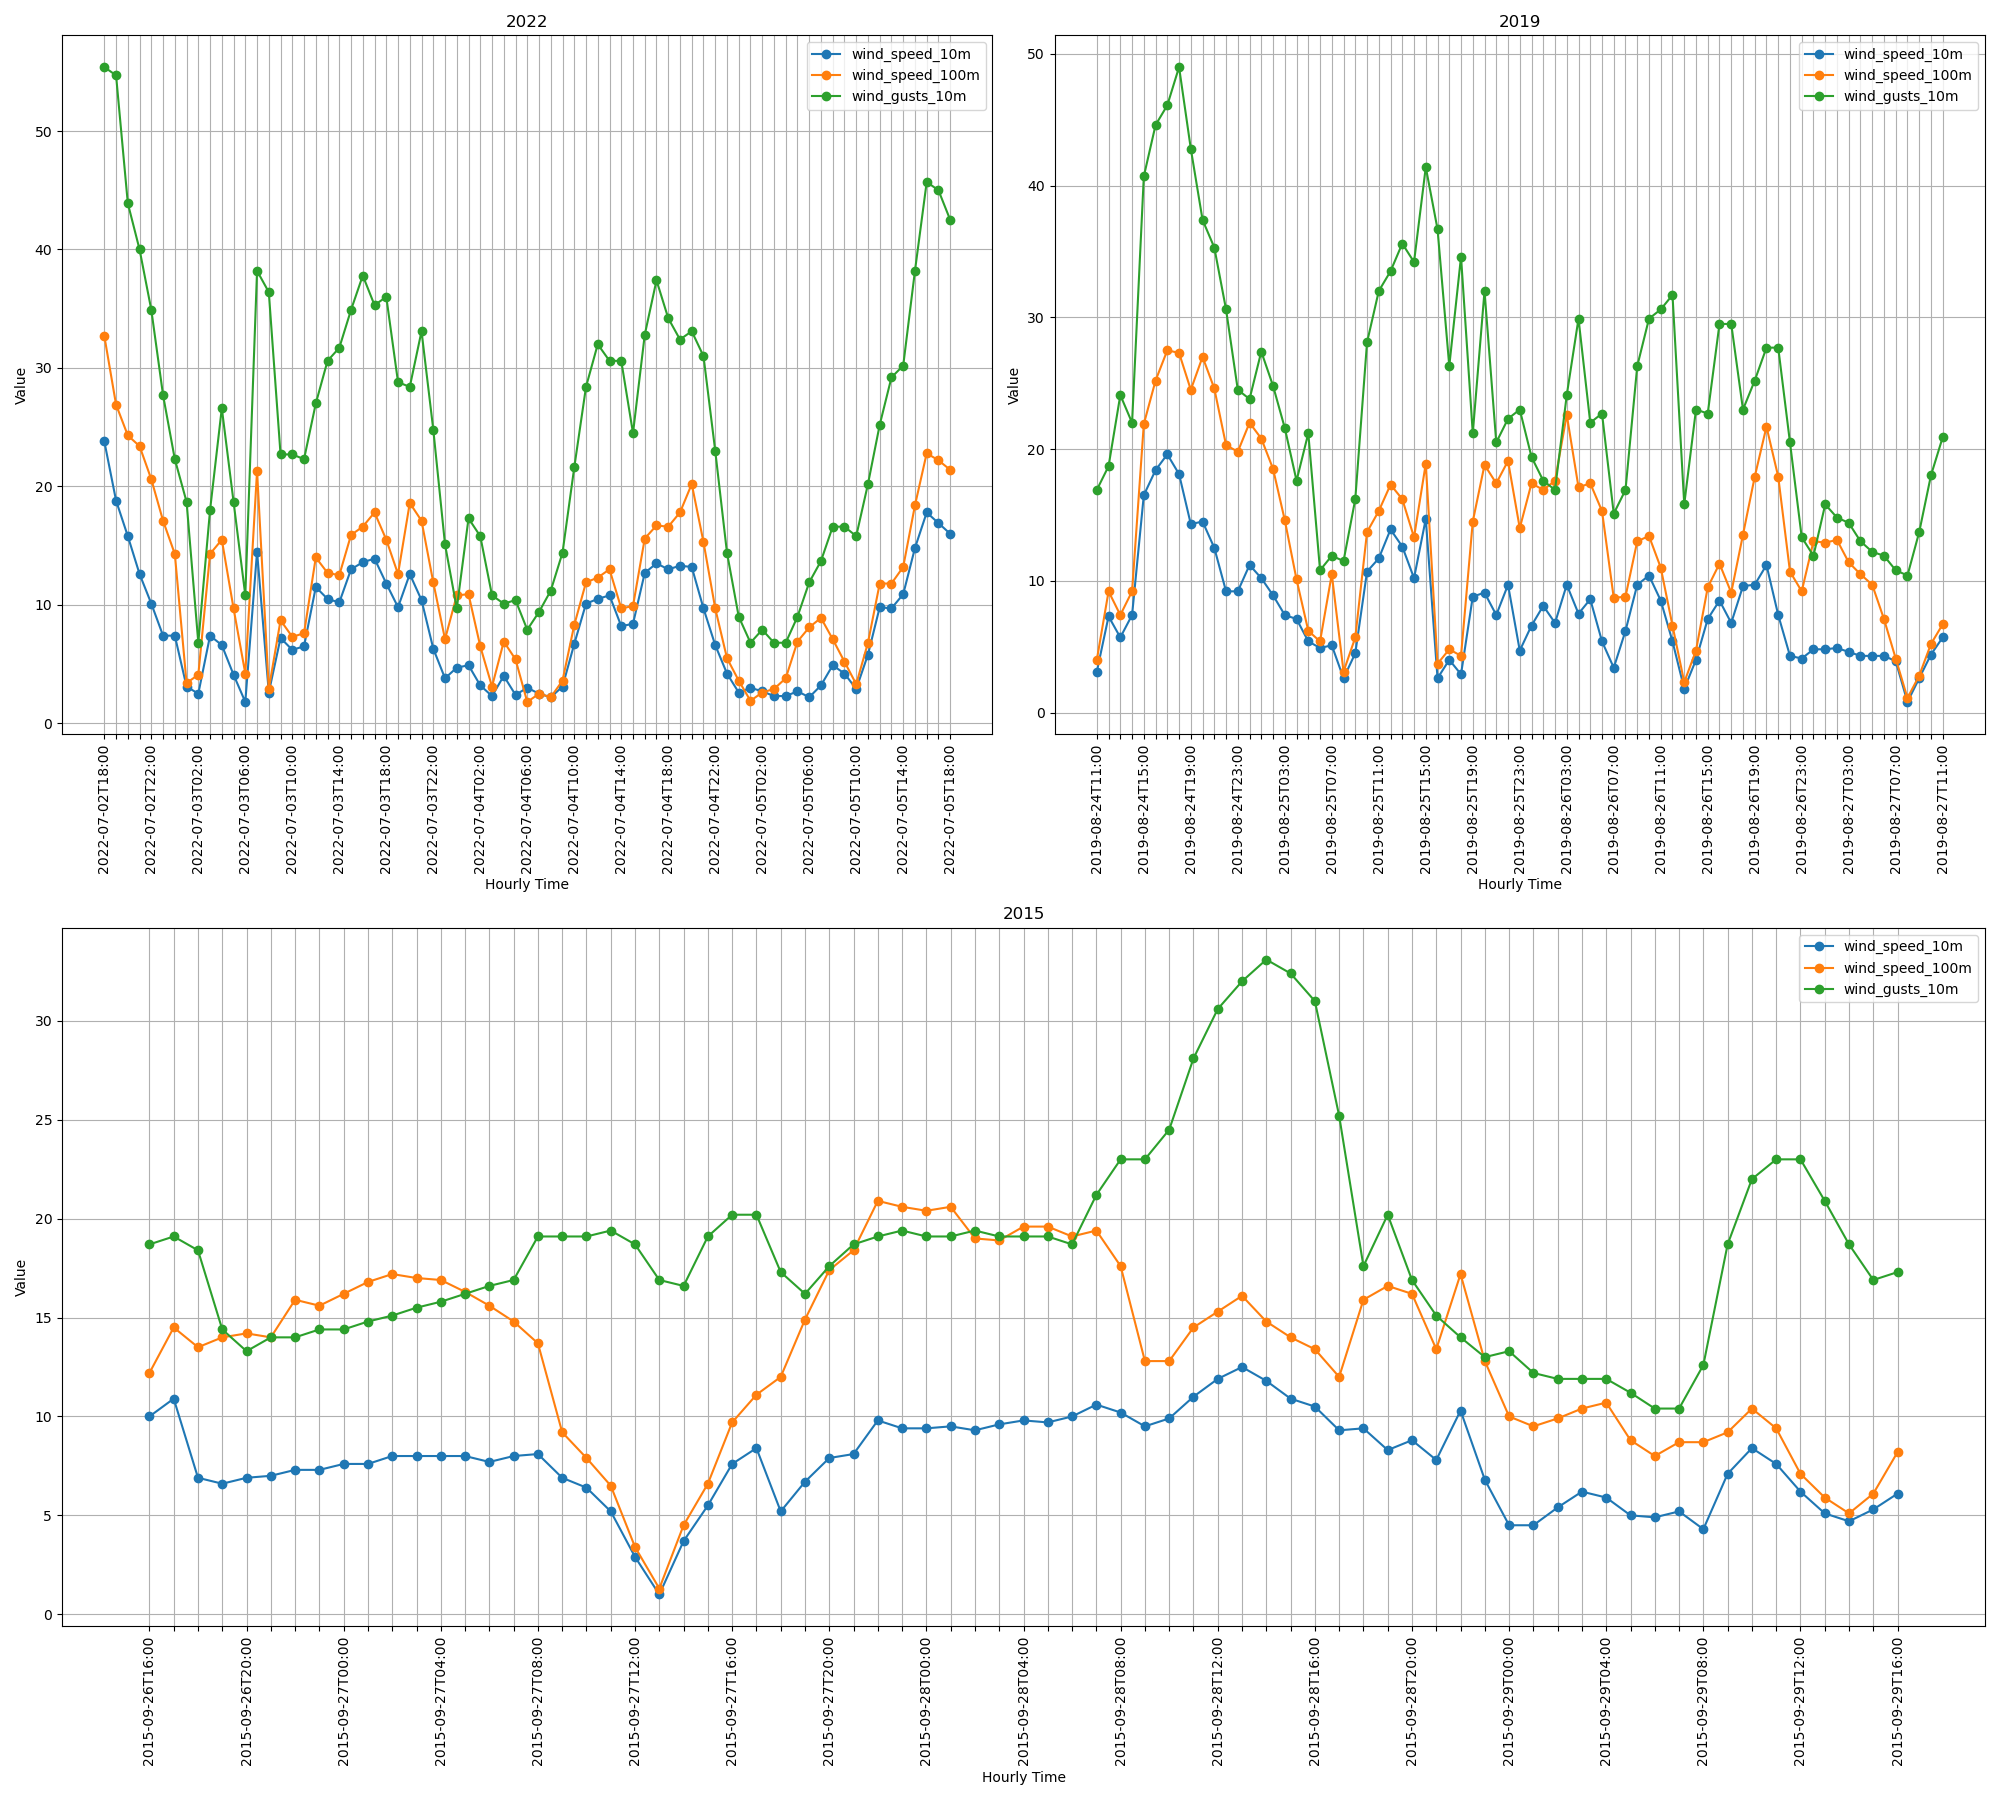 2022
wind_speed_10m
wind_speed_100m
wind_gusts_10m
Value
50
40
30
20
10
0
2022-07-02T18:00
2022-07-02T22:00
2022-07-03T02:00
2022-07-03T06:00
2022-07-03T10:00
2022-07-03T14:00
2022-07-03T18:00
2022-07-03T22:00
2022-07-04T02:00
2022-07-04T06:00
2022-07-04T10:00
2022-07-04T14:00
2022-07-04T18:00
2022-07-04T22:00
2022-07-05T02:00
2022-07-05T06:00
2022-07-05T10:00
2022-07-05T14:00
2022-07-05T18:00
Hourly Time
2019
wind_speed_10m
wind_speed_100m
wind_gusts_10m
Value
50
40
30
20
10
0
2019-08-24T11:00
2019-08-24T15:00
2019-08-24T19:00
2019-08-24T23:00
2019-08-25T03:00
2019-08-25T07:00
2019-08-25T11:00
2019-08-25T15:00
2019-08-25T19:00
2019-08-25T23:00
2019-08-26T03:00
2019-08-26T07:00
2019-08-26T11:00
2019-08-26T15:00
2019-08-26T19:00
2019-08-26T23:00
2019-08-27T03:00
2019-08-27T07:00
2019-08-27T11:00
Hourly Time
2015
wind_speed_10m
wind_speed_100m
wind_gusts_10m
Value
30
25
20
15
10
5
0
2015-09-26T16:00
2015-09-26T20:00
2015-09-27T00:00
2015-09-27T04:00
2015-09-27T08:00
2015-09-27T12:00
2015-09-27T16:00
2015-09-27T20:00
2015-09-28T00:00
2015-09-28T04:00
2015-09-28T08:00
2015-09-28T12:00
2015-09-28T16:00
2015-09-28T20:00
2015-09-29T00:00
2015-09-29T04:00
2015-09-29T08:00
2015-09-29T12:00
2015-09-29T16:00
Hourly Time